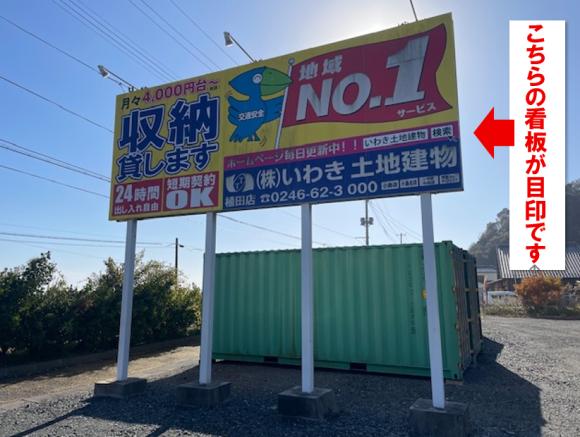 月々4,000円台～
収納
貸します
24時間
出し入れ自由
短期契約
OK
交通安全
地域
NO.1
サービス
ホームページ毎日更新中！！
いわき土地建物 検索
植田店
(株)いわき土地建物
☎0246-62-3000
こちらの看板が目印です